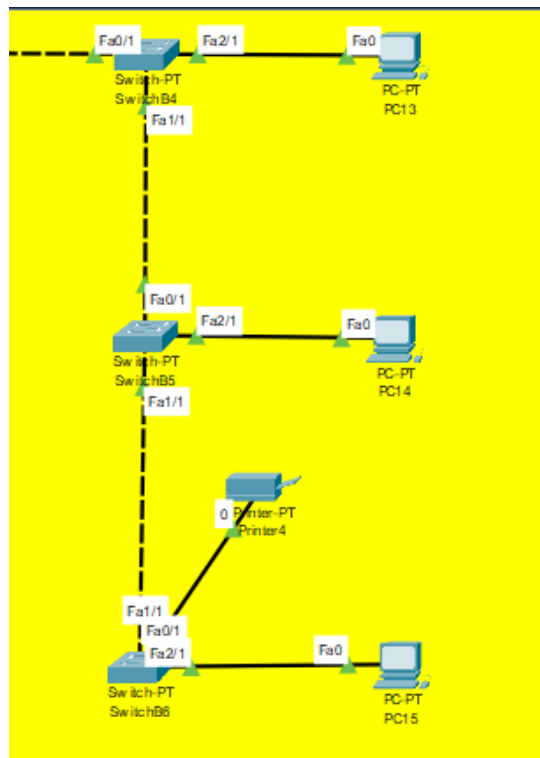 Fa0/1
Fa2/1
Fa0
Switch-PT
SwitchB4
PC-PT
PC13
Fa1/1
Fa0/1
Fa2/1
Fa0
Switch-PT
SwitchB5
PC-PT
PC14
Fa1/1
0
Printer-PT
Printer4
Fa1/1
Fa0/1
Fa2/1
Fa0
Switch-PT
SwitchB6
PC-PT
PC15